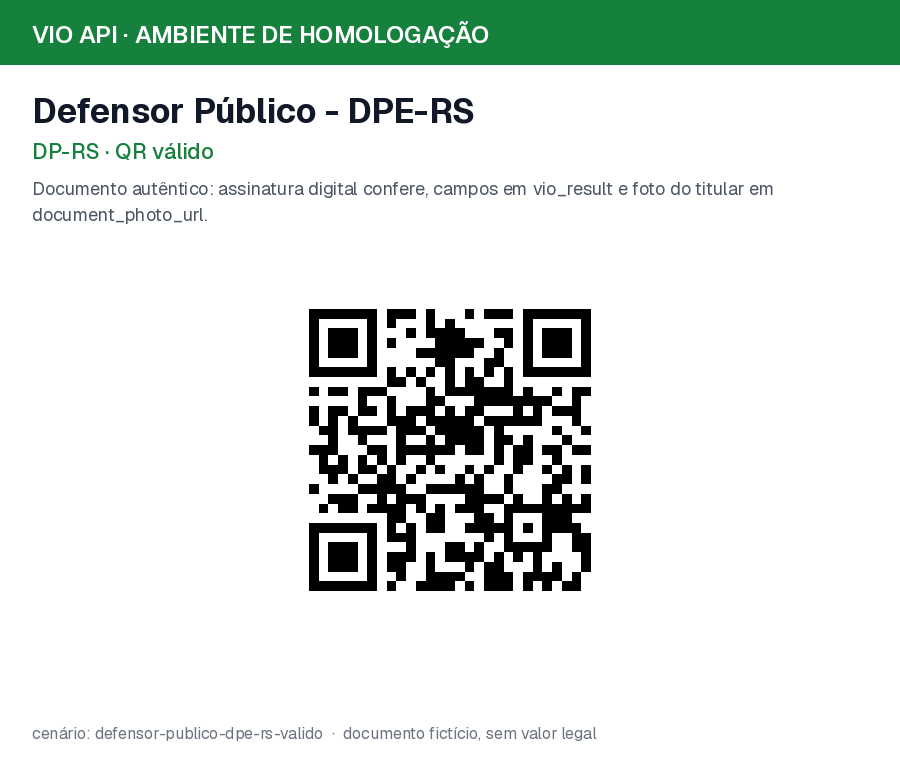 VIO API · AMBIENTE DE HOMOLOGAÇÃO
Defensor Público - DPE-RS
DP-RS · QR válido
Documento autêntico: assinatura digital confere, campos em vio_result e foto do titular em
document_photo_url.
cenário: defensor-publico-dpe-rs-valido · documento fictício, sem valor legal